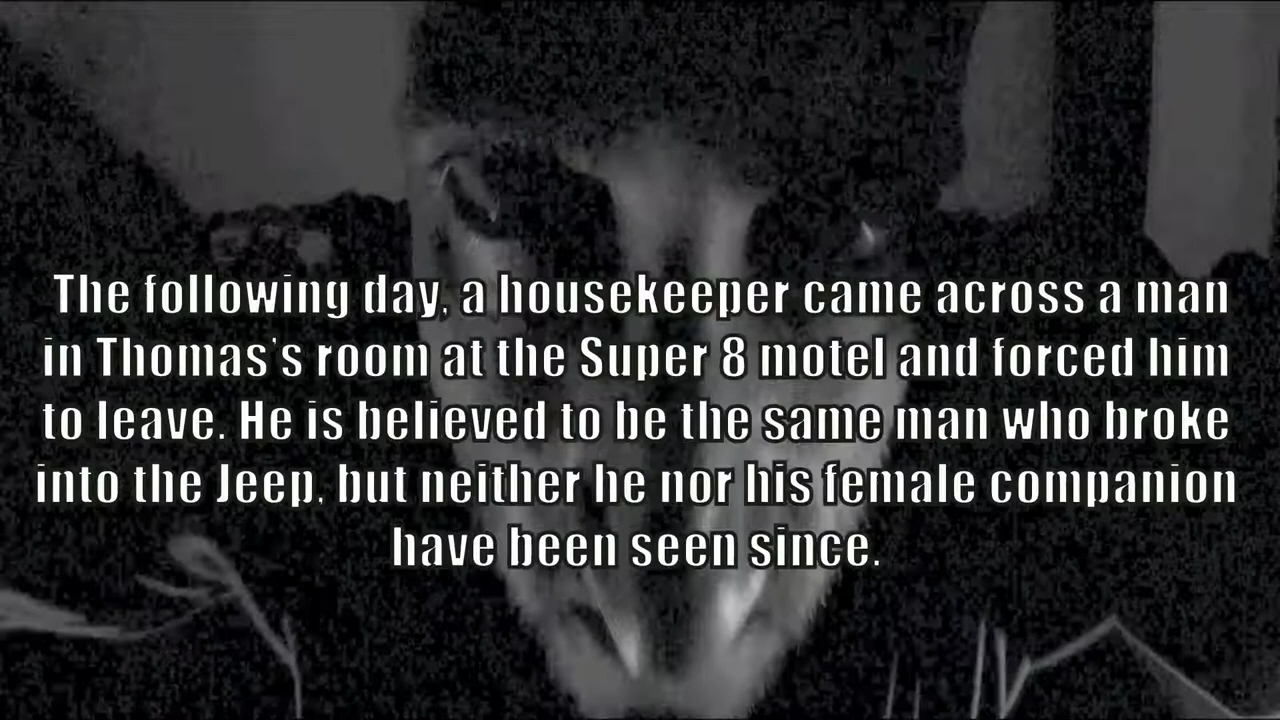 The following day, a housekeeper came across a man
in Thomas's room at the Super 8 motel and forced him
to leave. He is believed to be the same man who broke
into the Jeep, but neither he nor his female companion
have been seen since.